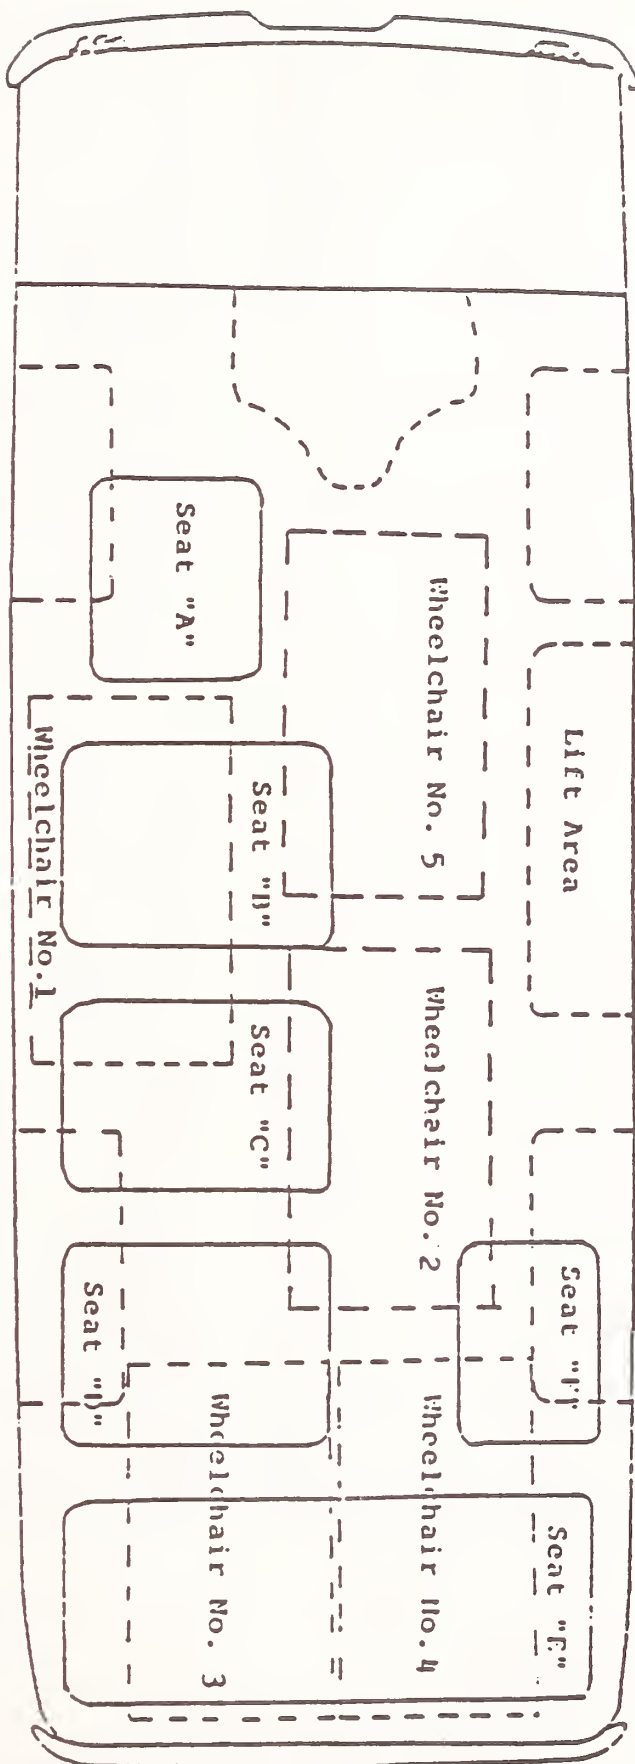 Lift Area
Wheelchair No. 5
Seat "A"
Seat "B"
Wheelchair No.1
Wheelchair No. 2
Seat "C"
Seat "F"
Seat "D"
Seat "E"
Wheelchair No.4
Wheelchair No. 3